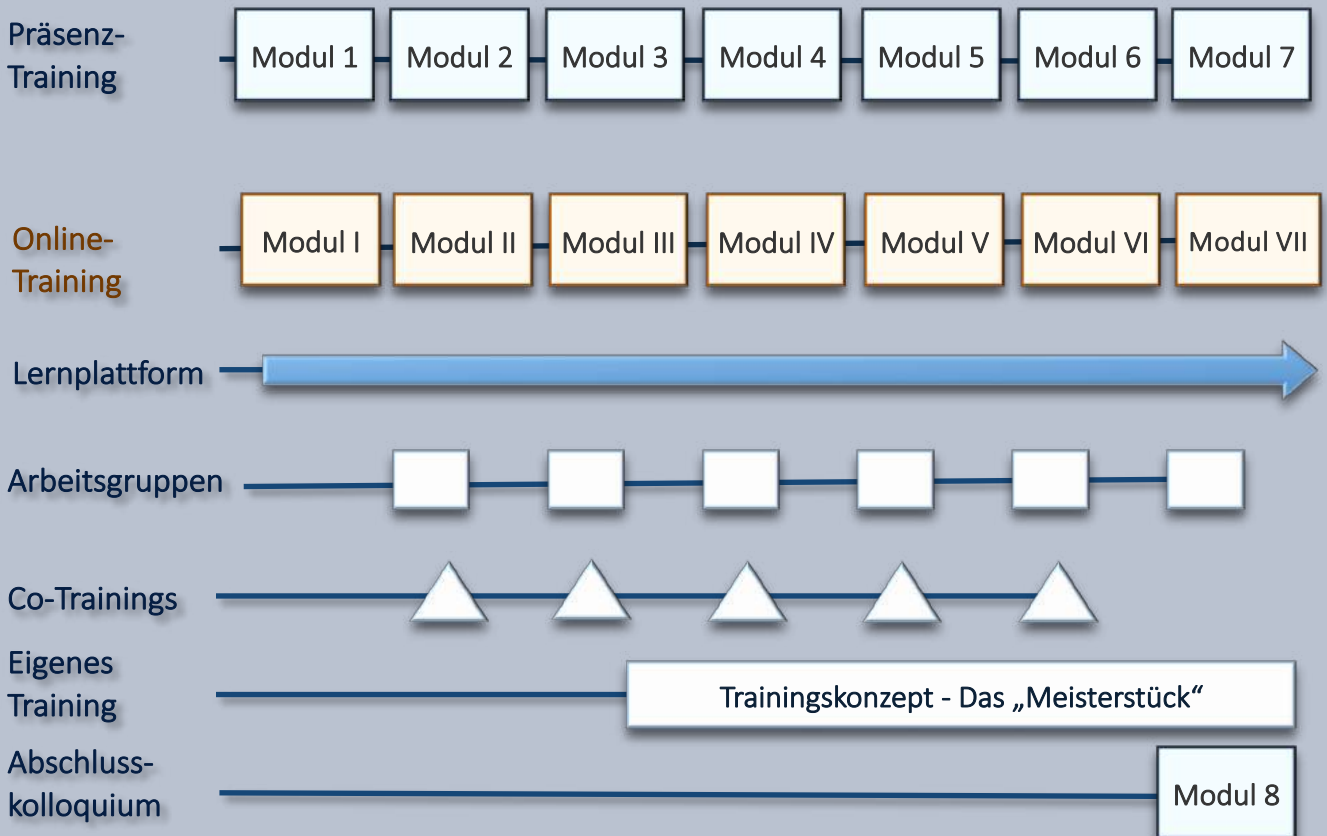 Präsenz-
Training
Modul 1
Modul 2
Modul 3
Modul 4
Modul 5
Modul 6
Modul 7
Online-
Training
Modul I
Modul II
Modul III
Modul IV
Modul V
Modul VI
Modul VII
Lernplattform
Arbeitsgruppen
Co-Trainings
Eigenes
Training
Trainingskonzept - Das „Meisterstück“
Abschluss-
kolloquium
Modul 8